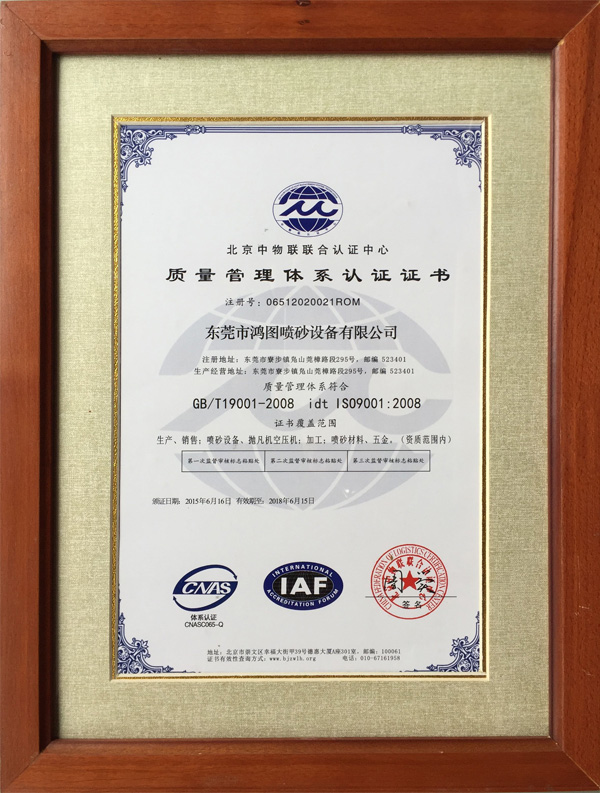 北京中物联联合认证中心
质量管理体系认证证书
注册号：06512020021ROM
东莞市鸿图喷砂设备有限公司
注册地址：东莞市寮步镇凫山莞樟路段295号，邮编 523401
生产经营地址：东莞市寮步镇凫山莞樟路段295号，邮编 523401
质量管理体系符合
GB/T19001-2008 idt ISO9001:2008
证书覆盖范围
生产、销售：喷砂设备、抛凡机空压机；加工：喷砂材料、五金。（资质范围内）
第一次监督审核标志粘贴处 第二次监督审核标志粘贴处 第三次监督审核标志粘贴处
颁证日期：2015年6月16日 有效期至：2018年6月15日
CNAS
体系认证
CNASC065-Q
INTERNATIONAL
IAF
ACCREDITATION FORUM
CHINA FEDERATION OF LOGISTICS CERTIFICATION CENTER
签名
地址：北京市崇文区幸福大街甲39号德惠大厦A座301室，邮编：100061
证书有效性查询方式：www.bjzwlh.org 电话：010-67161958